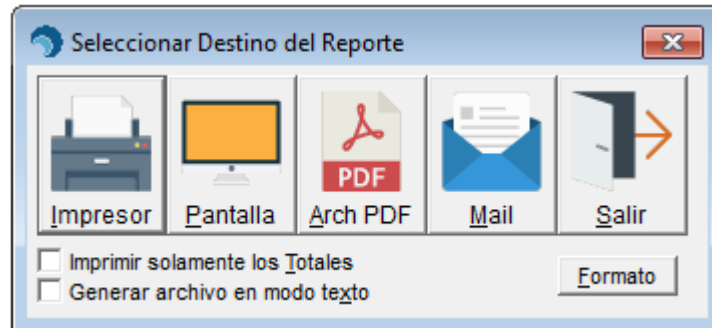 Seleccionar Destino del Reporte
PDF
Impresor Pantalla Arch PDF Mail Salir
Imprimir solamente los Totales
Formato
Generar archivo en modo texto